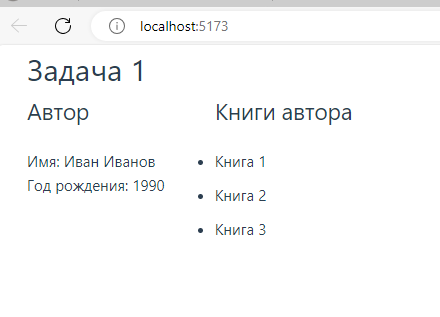 localhost:5173
Задача 1
Автор
Имя: Иван Иванов
Год рождения: 1990
Книги автора
Книга 1
Книга 2
Книга 3